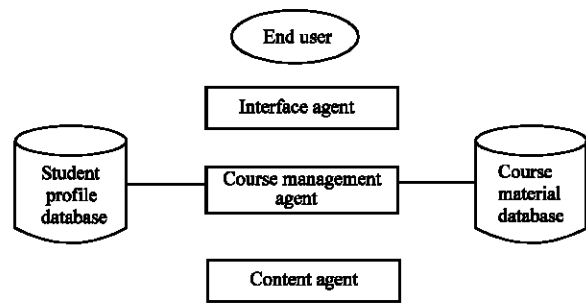 End user
Interface agent
Student
profile
database
Course management
agent
Course
material
database
Content agent